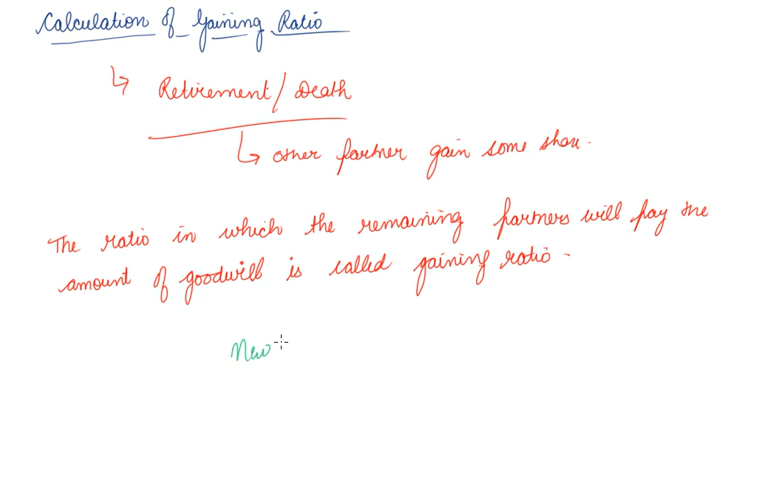 Calculation of Gaining Ratio
↳ Retirement / Death
↳ other partner gain some share.
The ratio in which the remaining partners will pay the
amount of goodwill is called gaining ratio.
New